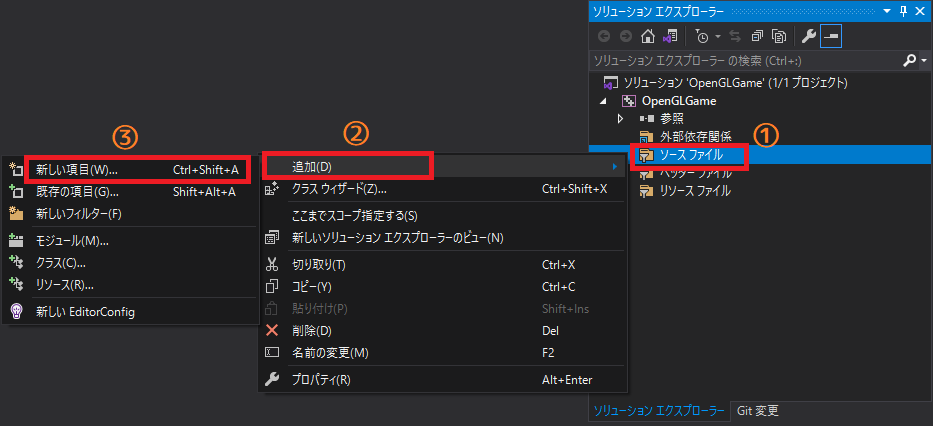 ソリューション エクスプローラー
ソリューション エクスプローラー の検索 (Ctrl+:)
ソリューション 'OpenGLGame' (1/1 プロジェクト)
OpenGLGame
参照
外部依存関係
①
ソース ファイル
ヘッダー ファイル
リソース ファイル
ソリューション エクスプローラー
Git 変更
②
追加(D)
クラス ウィザード(Z)... Ctrl+Shift+X
ここまでスコープ指定する(S)
新しいソリューション エクスプローラーのビュー(N)
切り取り(T) Ctrl+X
コピー(Y) Ctrl+C
貼り付け(P) Shift+Ins
削除(D) Del
名前の変更(M) F2
プロパティ(R) Alt+Enter
③
新しい項目(W)... Ctrl+Shift+A
既存の項目(G)... Shift+Alt+A
新しいフィルター(F)
モジュール(M)...
クラス(C)...
リソース(R)...
新しい EditorConfig